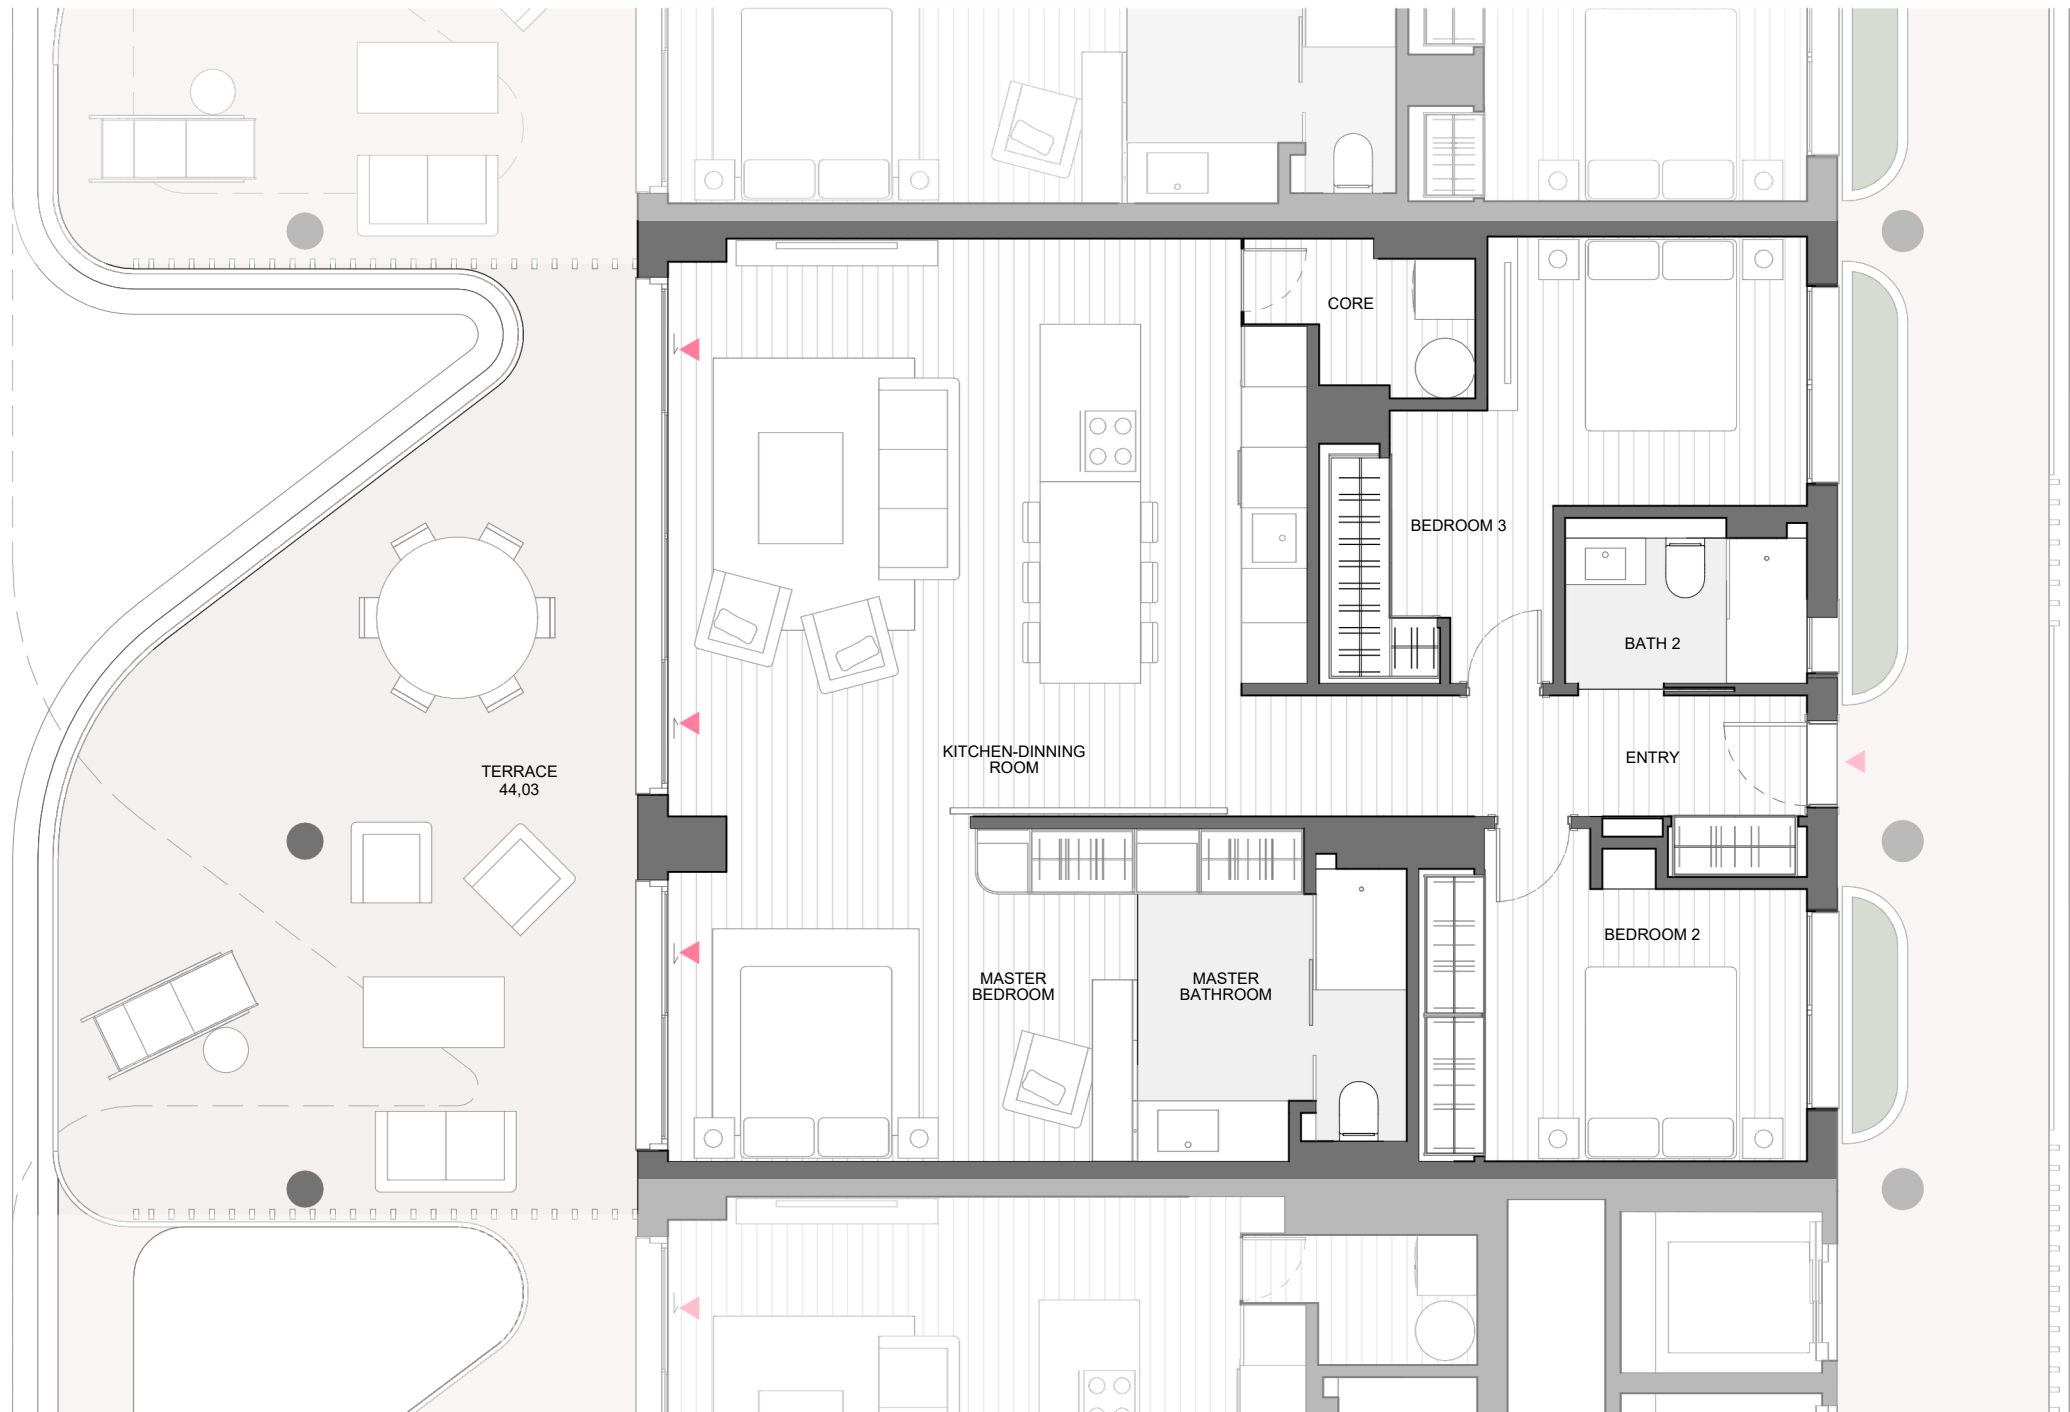 CORE
BEDROOM 3
BATH 2
KITCHEN-DINNING
ROOM
ENTRY
TERRACE
44,03
BEDROOM 2
MASTER
BEDROOM
MASTER
BATHROOM